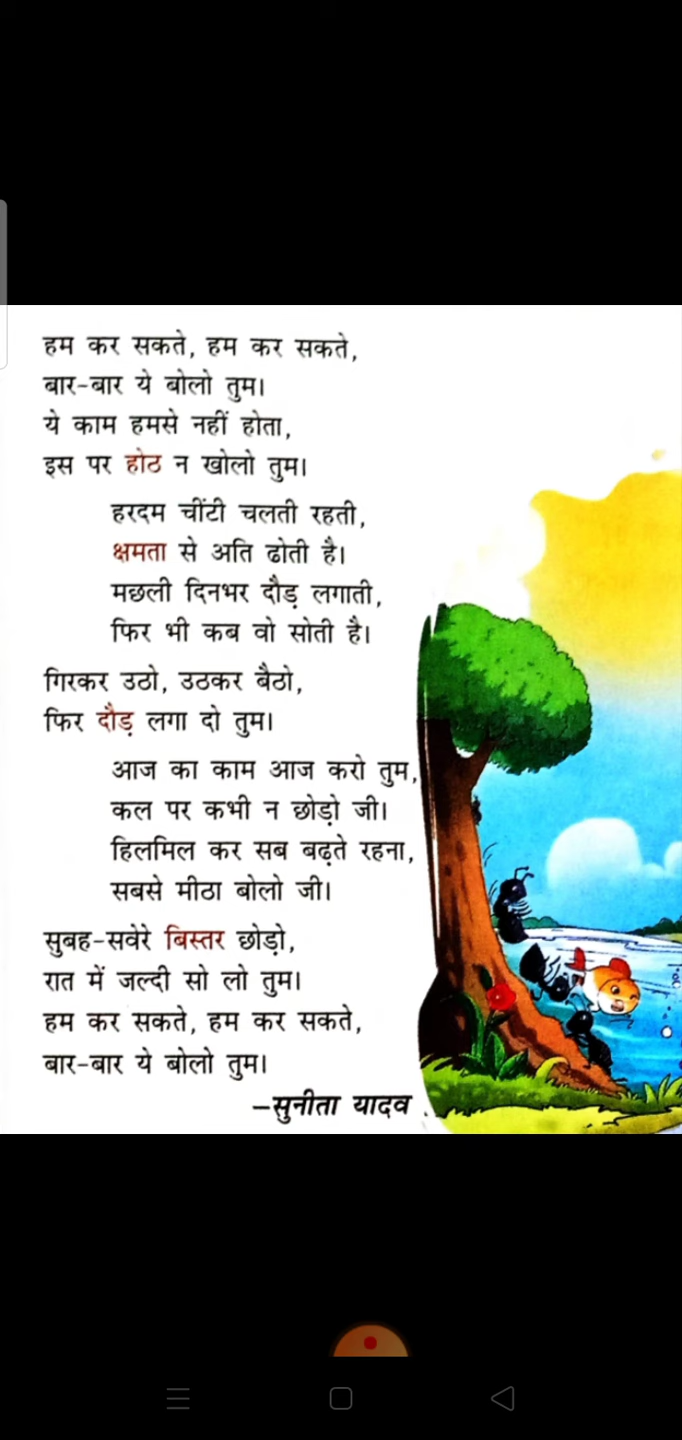 हम कर सकते, हम कर सकते,
बार-बार ये बोलो तुम।
ये काम हमसे नहीं होता,
इस पर होठ न खोलो तुम।
हरदम चींटी चलती रहती,
क्षमता से अति ढोती है।
मछली दिनभर दौड़ लगाती,
फिर भी कब वो सोती है।
गिरकर उठो, उठकर बैठो,
फिर दौड़ लगा दो तुम।
आज का काम आज करो तुम,
कल पर कभी न छोड़ो जी।
हिलमिल कर सब बढ़ते रहना,
सबसे मीठा बोलो जी।
सुबह-सवेरे बिस्तर छोड़ो,
रात में जल्दी सो लो तुम।
हम कर सकते, हम कर सकते,
बार-बार ये बोलो तुम।
–सुनीता यादव